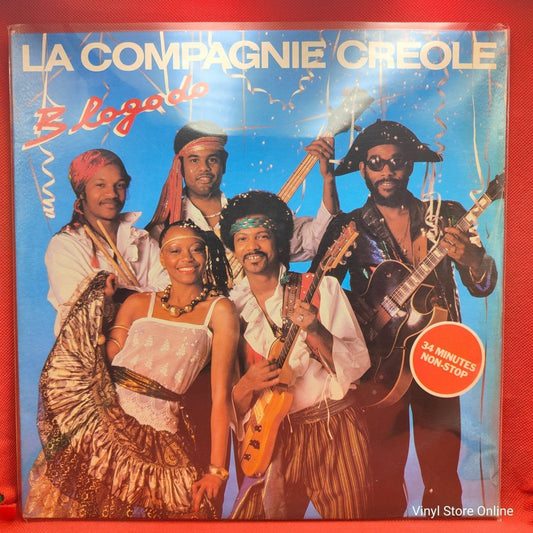 LA COMPAGNIE CREOLE
Blogodo
34 MINUTES
NON-STOP
Vinyl Store Online